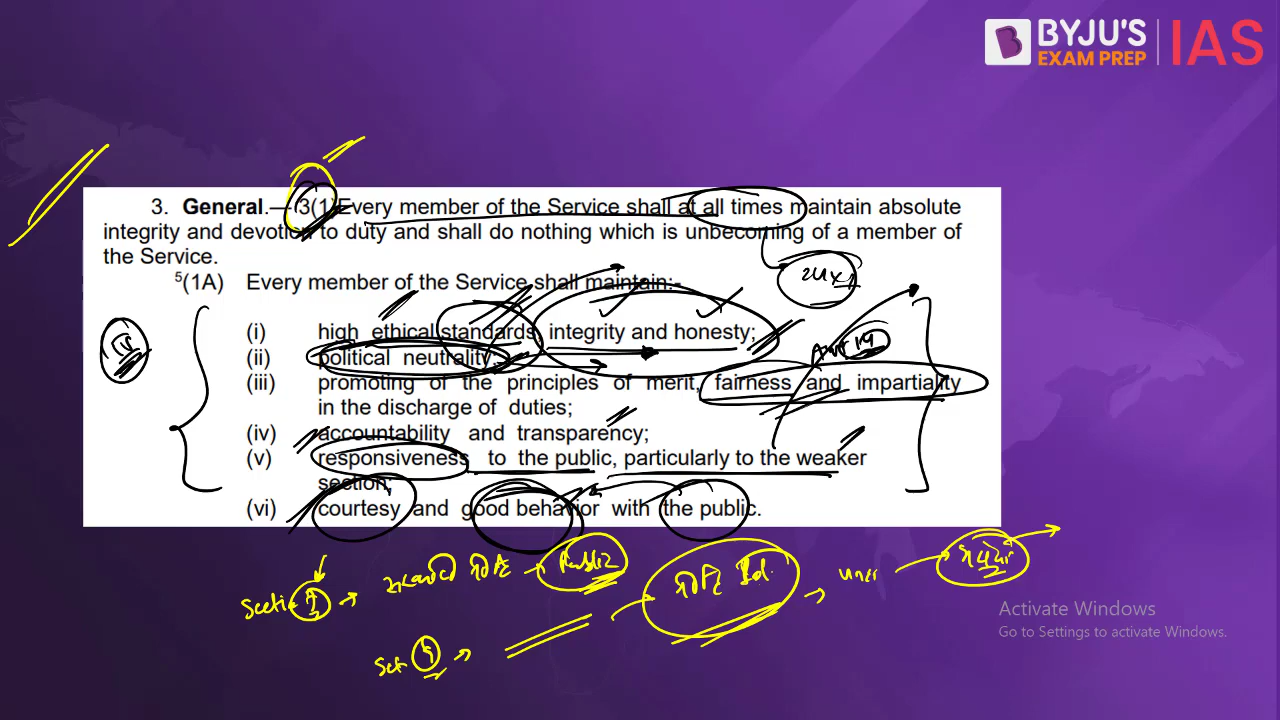 BYJU'S
EXAM PREP
IAS
3. General.— 3(1)Every member of the Service shall at all times maintain absolute
integrity and devotion to duty and shall do nothing which is unbecoming of a member of
the Service.
5(1A) Every member of the Service shall maintain:-
24x7
(i) high ethical standards, integrity and honesty;
(ii) political neutrality;
(iii) promoting of the principles of merit, fairness and impartiality
in the discharge of duties;
(iv) accountability and transparency;
(v) responsiveness to the public, particularly to the weaker
section;
(vi) courtesy and good behavior with the public.
Public
Activate Windows
Go to Settings to activate Windows.